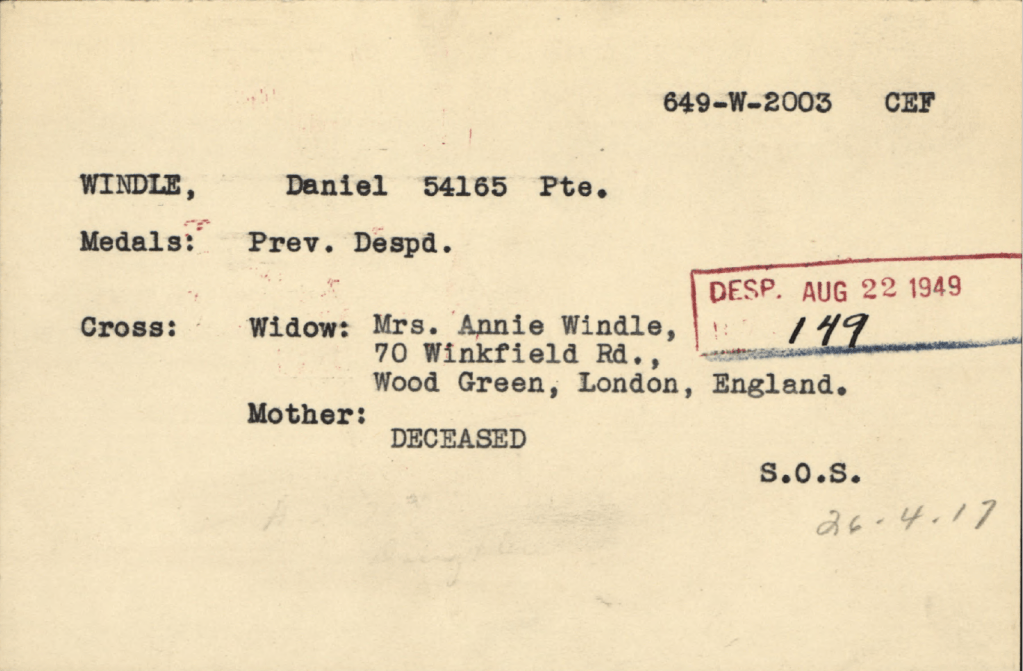 649-W-2003 CEF
WINDLE, Daniel 54165 Pte.
Medals: Prev. Despd.
DESP. AUG 22 1949
149
Cross: Widow: Mrs. Annie Windle,
70 Winkfield Rd.,
Wood Green, London, England.
Mother:
DECEASED
S.O.S.
26.4.17